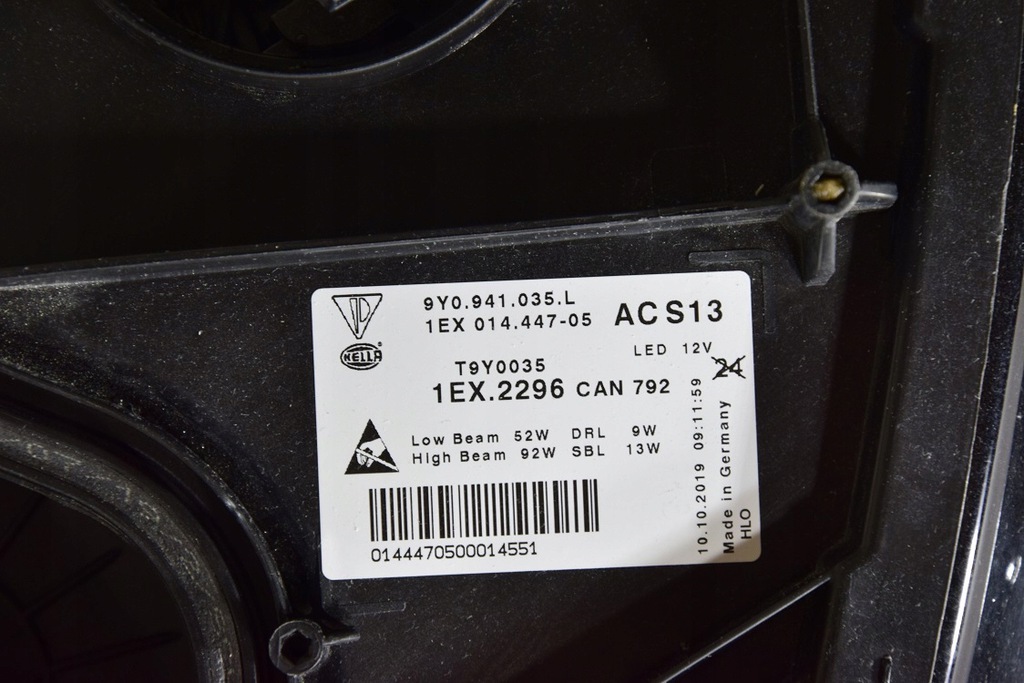 9Y0.941.035.L
1EX 014.447-05
AC S13
HELLA
LED 12V
T9Y0035
24
1EX.2296 CAN 792
Low Beam 52W DRL 9W
High Beam 92W SBL 13W
0144470500014551
10.10.2019 09:11:59
Made in Germany
HLO